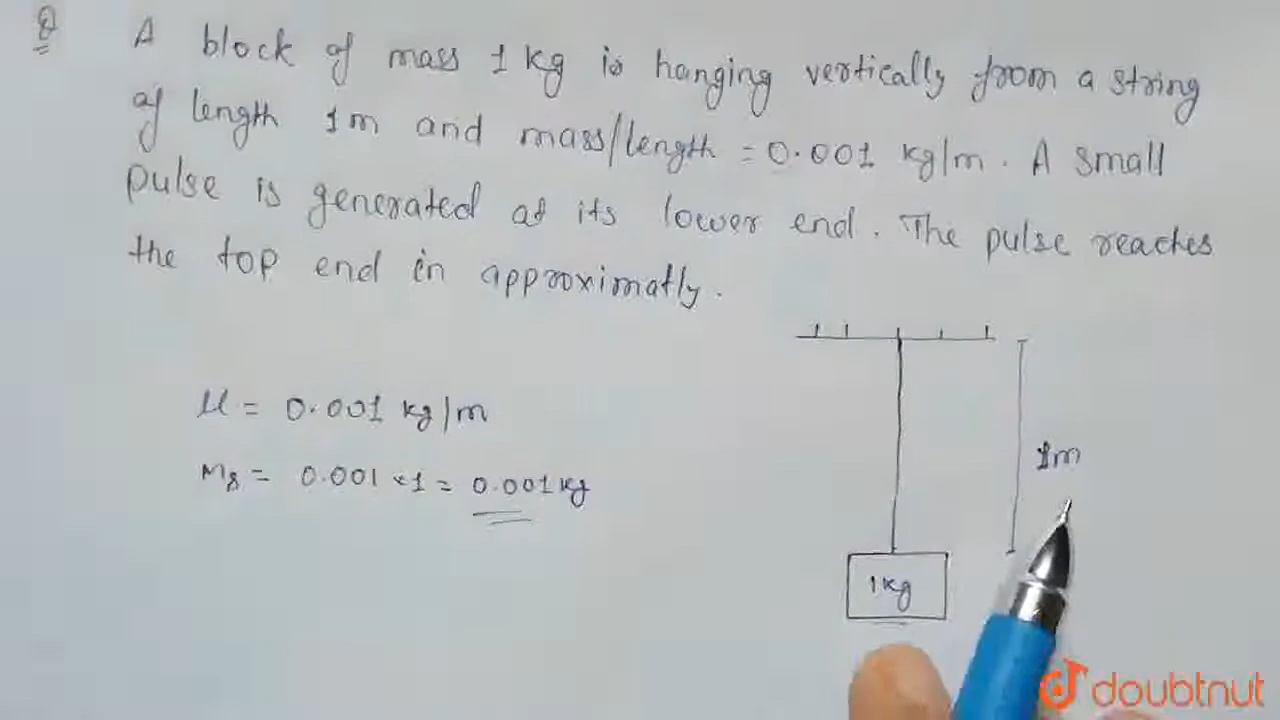 Q A block of mass 1 kg is hanging vertically from a string
of length 1m and mass/length = 0.001 kg/m. A small
pulse is generated at its lower end. The pulse reaches
the top end in approximatly.
μ = 0.001 kg/m
Ms = 0.001 × 1 = 0.001 kg
1m
1kg
doubtnut